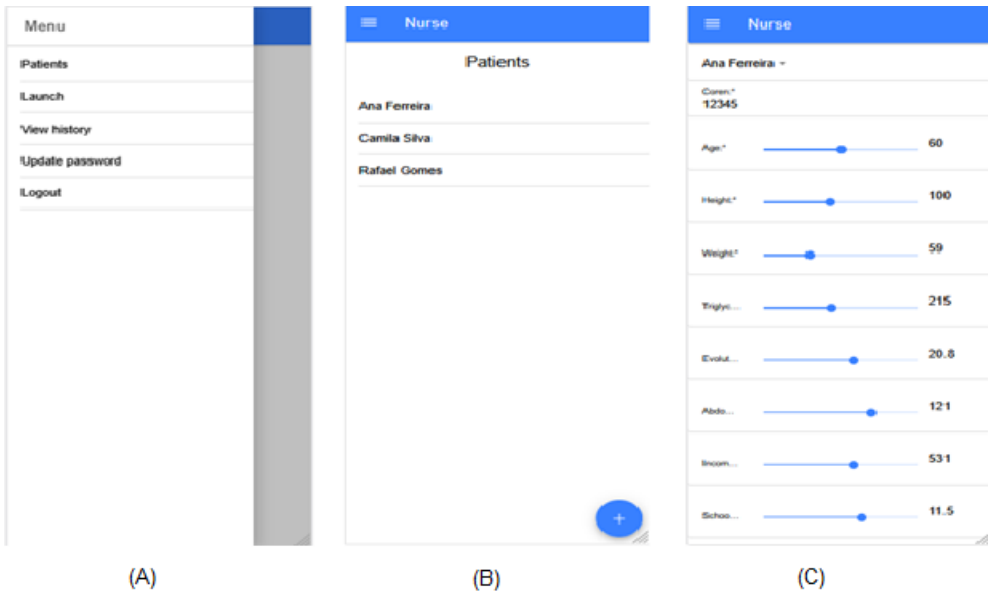 Menu
Patients
Launch
View history
Update password
Logout
(A)
Nurse
Patients
Ana Ferreira
Camila Silva
Rafael Gomes
+
(B)
Nurse
Ana Ferreira
Coren:*
12345
Age:* 60
Height:* 100
Weight:* 59
Triglyc... 215
Evolut... 20.8
Abdo... 121
Incom... 531
Schoo... 11.5
(C)